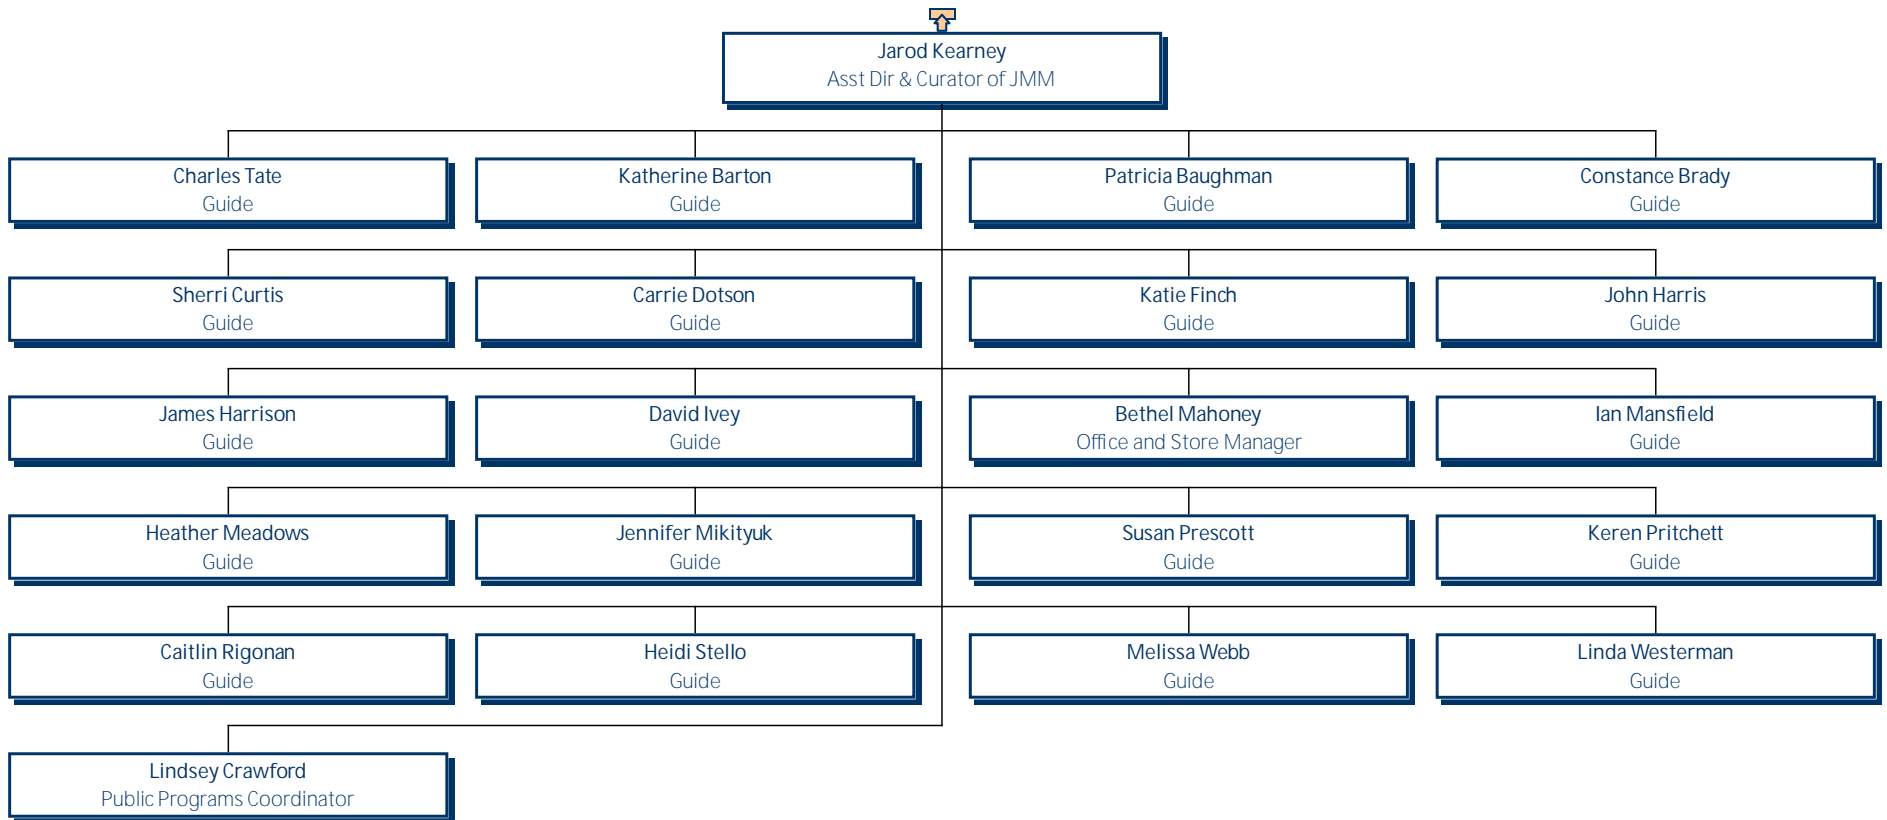 Jarod Kearney
Asst Dir & Curator of JMM
Charles Tate
Guide
Katherine Barton
Guide
Patricia Baughman
Guide
Constance Brady
Guide
Sherri Curtis
Guide
Carrie Dotson
Guide
Katie Finch
Guide
John Harris
Guide
James Harrison
Guide
David Ivey
Guide
Bethel Mahoney
Office and Store Manager
Ian Mansfield
Guide
Heather Meadows
Guide
Jennifer Mikityuk
Guide
Susan Prescott
Guide
Keren Pritchett
Guide
Caitlin Rigonan
Guide
Heidi Stello
Guide
Melissa Webb
Guide
Linda Westerman
Guide
Lindsey Crawford
Public Programs Coordinator